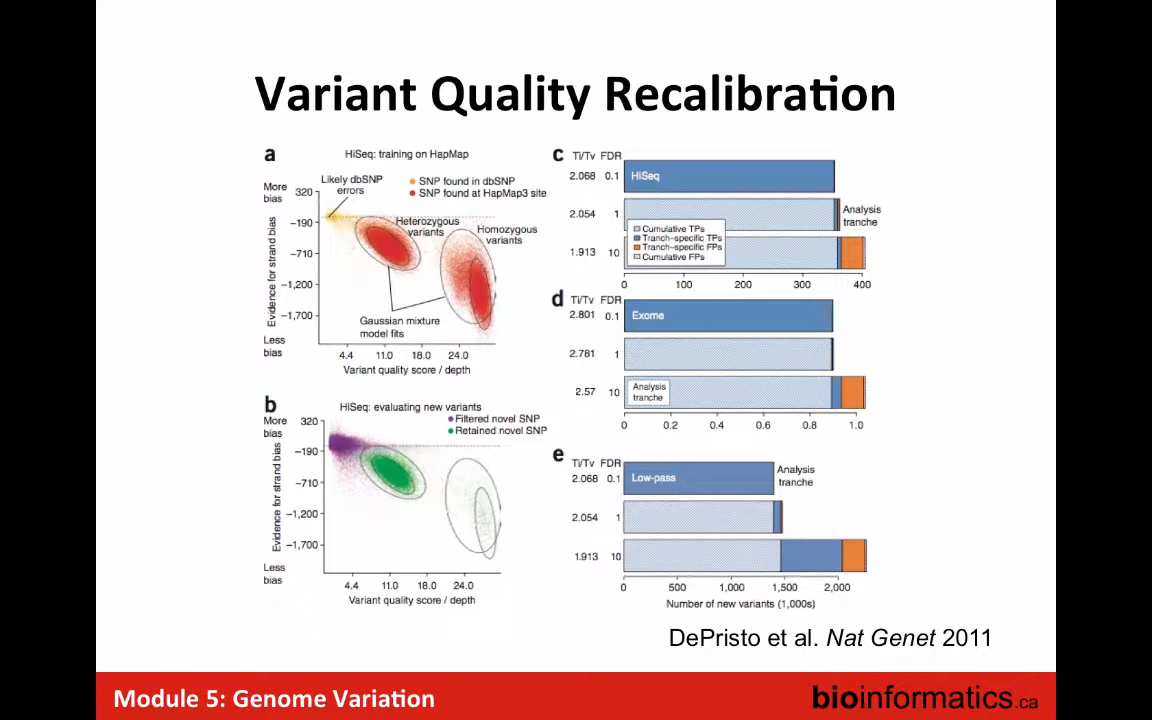 Variant Quality Recalibration
a
HiSeq: training on HapMap
More
bias
320
−190
−710
−1,200
−1,700
Less
bias
Evidence for strand bias
Likely dbSNP
errors
SNP found in dbSNP
SNP found at HapMap3 site
Heterozygous
variants
Homozygous
variants
Gaussian mixture
model fits
4.4 11.0 18.0 24.0
Variant quality score / depth
b
HiSeq: evaluating new variants
More
bias
320
−190
−710
−1,200
−1,700
Less
bias
Evidence for strand bias
Filtered novel SNP
Retained novel SNP
4.4 11.0 18.0 24.0
Variant quality score / depth
c
Ti/Tv FDR
2.068 0.1 HiSeq
2.054 1
Analysis
tranche
1.913 10
Cumulative TPs
Tranch-specific TPs
Tranch-specific FPs
Cumulative FPs
0 100 200 300 400
d
Ti/Tv FDR
2.801 0.1 Exome
2.781 1
2.57 10
Analysis
tranche
0 0.2 0.4 0.6 0.8 1.0
e
Ti/Tv FDR
2.068 0.1 Low-pass
Analysis
tranche
2.054 1
1.913 10
0 500 1,000 1,500 2,000
Number of new variants (1,000s)
DePristo et al. Nat Genet 2011
Module 5: Genome Variation
bioinformatics.ca